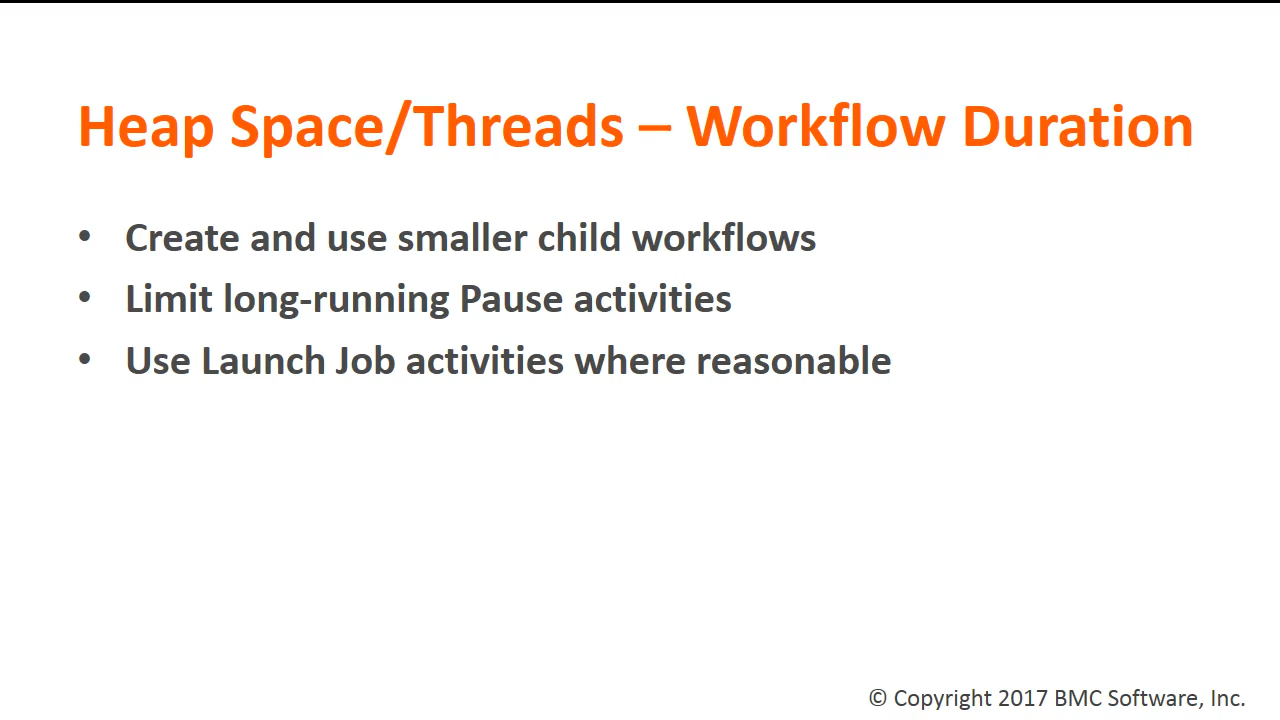 Heap Space/Threads – Workflow Duration
• Create and use smaller child workflows
• Limit long-running Pause activities
• Use Launch Job activities where reasonable
© Copyright 2017 BMC Software, Inc.